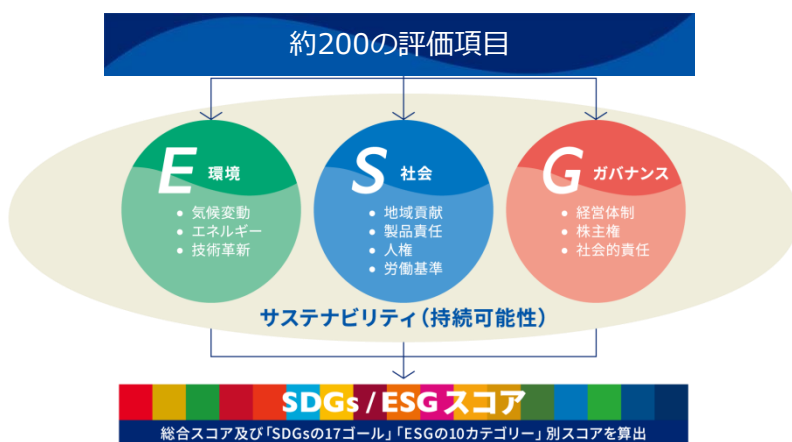 約200の評価項目
E 環境
• 気候変動
• エネルギー
• 技術革新
S 社会
• 地域貢献
• 製品責任
• 人権
• 労働基準
G ガバナンス
• 経営体制
• 株主権
• 社会的責任
サステナビリティ(持続可能性)
SDGs / ESG スコア
総合スコア及び「SDGsの17ゴール」「ESGの10カテゴリー」別スコアを算出